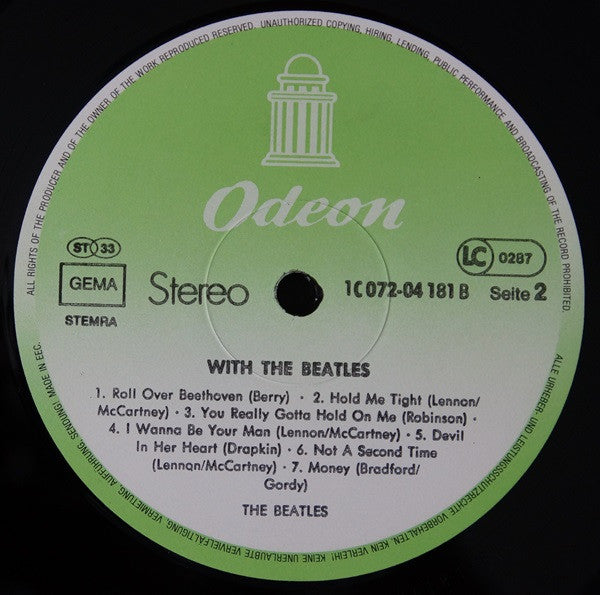 ALL RIGHTS OF THE PRODUCER AND OF THE OWNER OF THE WORK REPRODUCED RESERVED. UNAUTHORIZED COPYING, HIRING, LENDING, PUBLIC PERFORMANCE AND BROADCASTING OF THE RECORD PROHIBITED.
Odeon
ST 33
LC 0287
GEMA
Stereo
1C 072-04 181 B
Seite 2
STEMRA
WITH THE BEATLES
1. Roll Over Beethoven (Berry) · 2. Hold Me Tight (Lennon/
McCartney) · 3. You Really Gotta Hold On Me (Robinson) ·
4. I Wanna Be Your Man (Lennon/McCartney) · 5. Devil
In Her Heart (Drapkin) · 6. Not A Second Time
(Lennon/McCartney) · 7. Money (Bradford/
Gordy)
THE BEATLES
ALLE URHEBER- UND LEISTUNGSSCHUTZRECHTE VORBEHALTEN. KEIN VERLEIH! KEINE UNERLAUBTE VERVIELFÄLTIGUNG, VERMIETUNG, AUFFÜHRUNG, SENDUNG! MADE IN EEC.